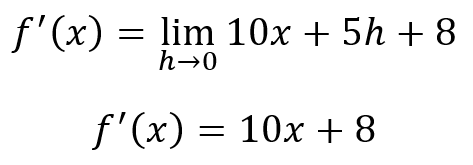 f′(x) = lim h→0 10x + 5h + 8
f′(x) = 10x + 8